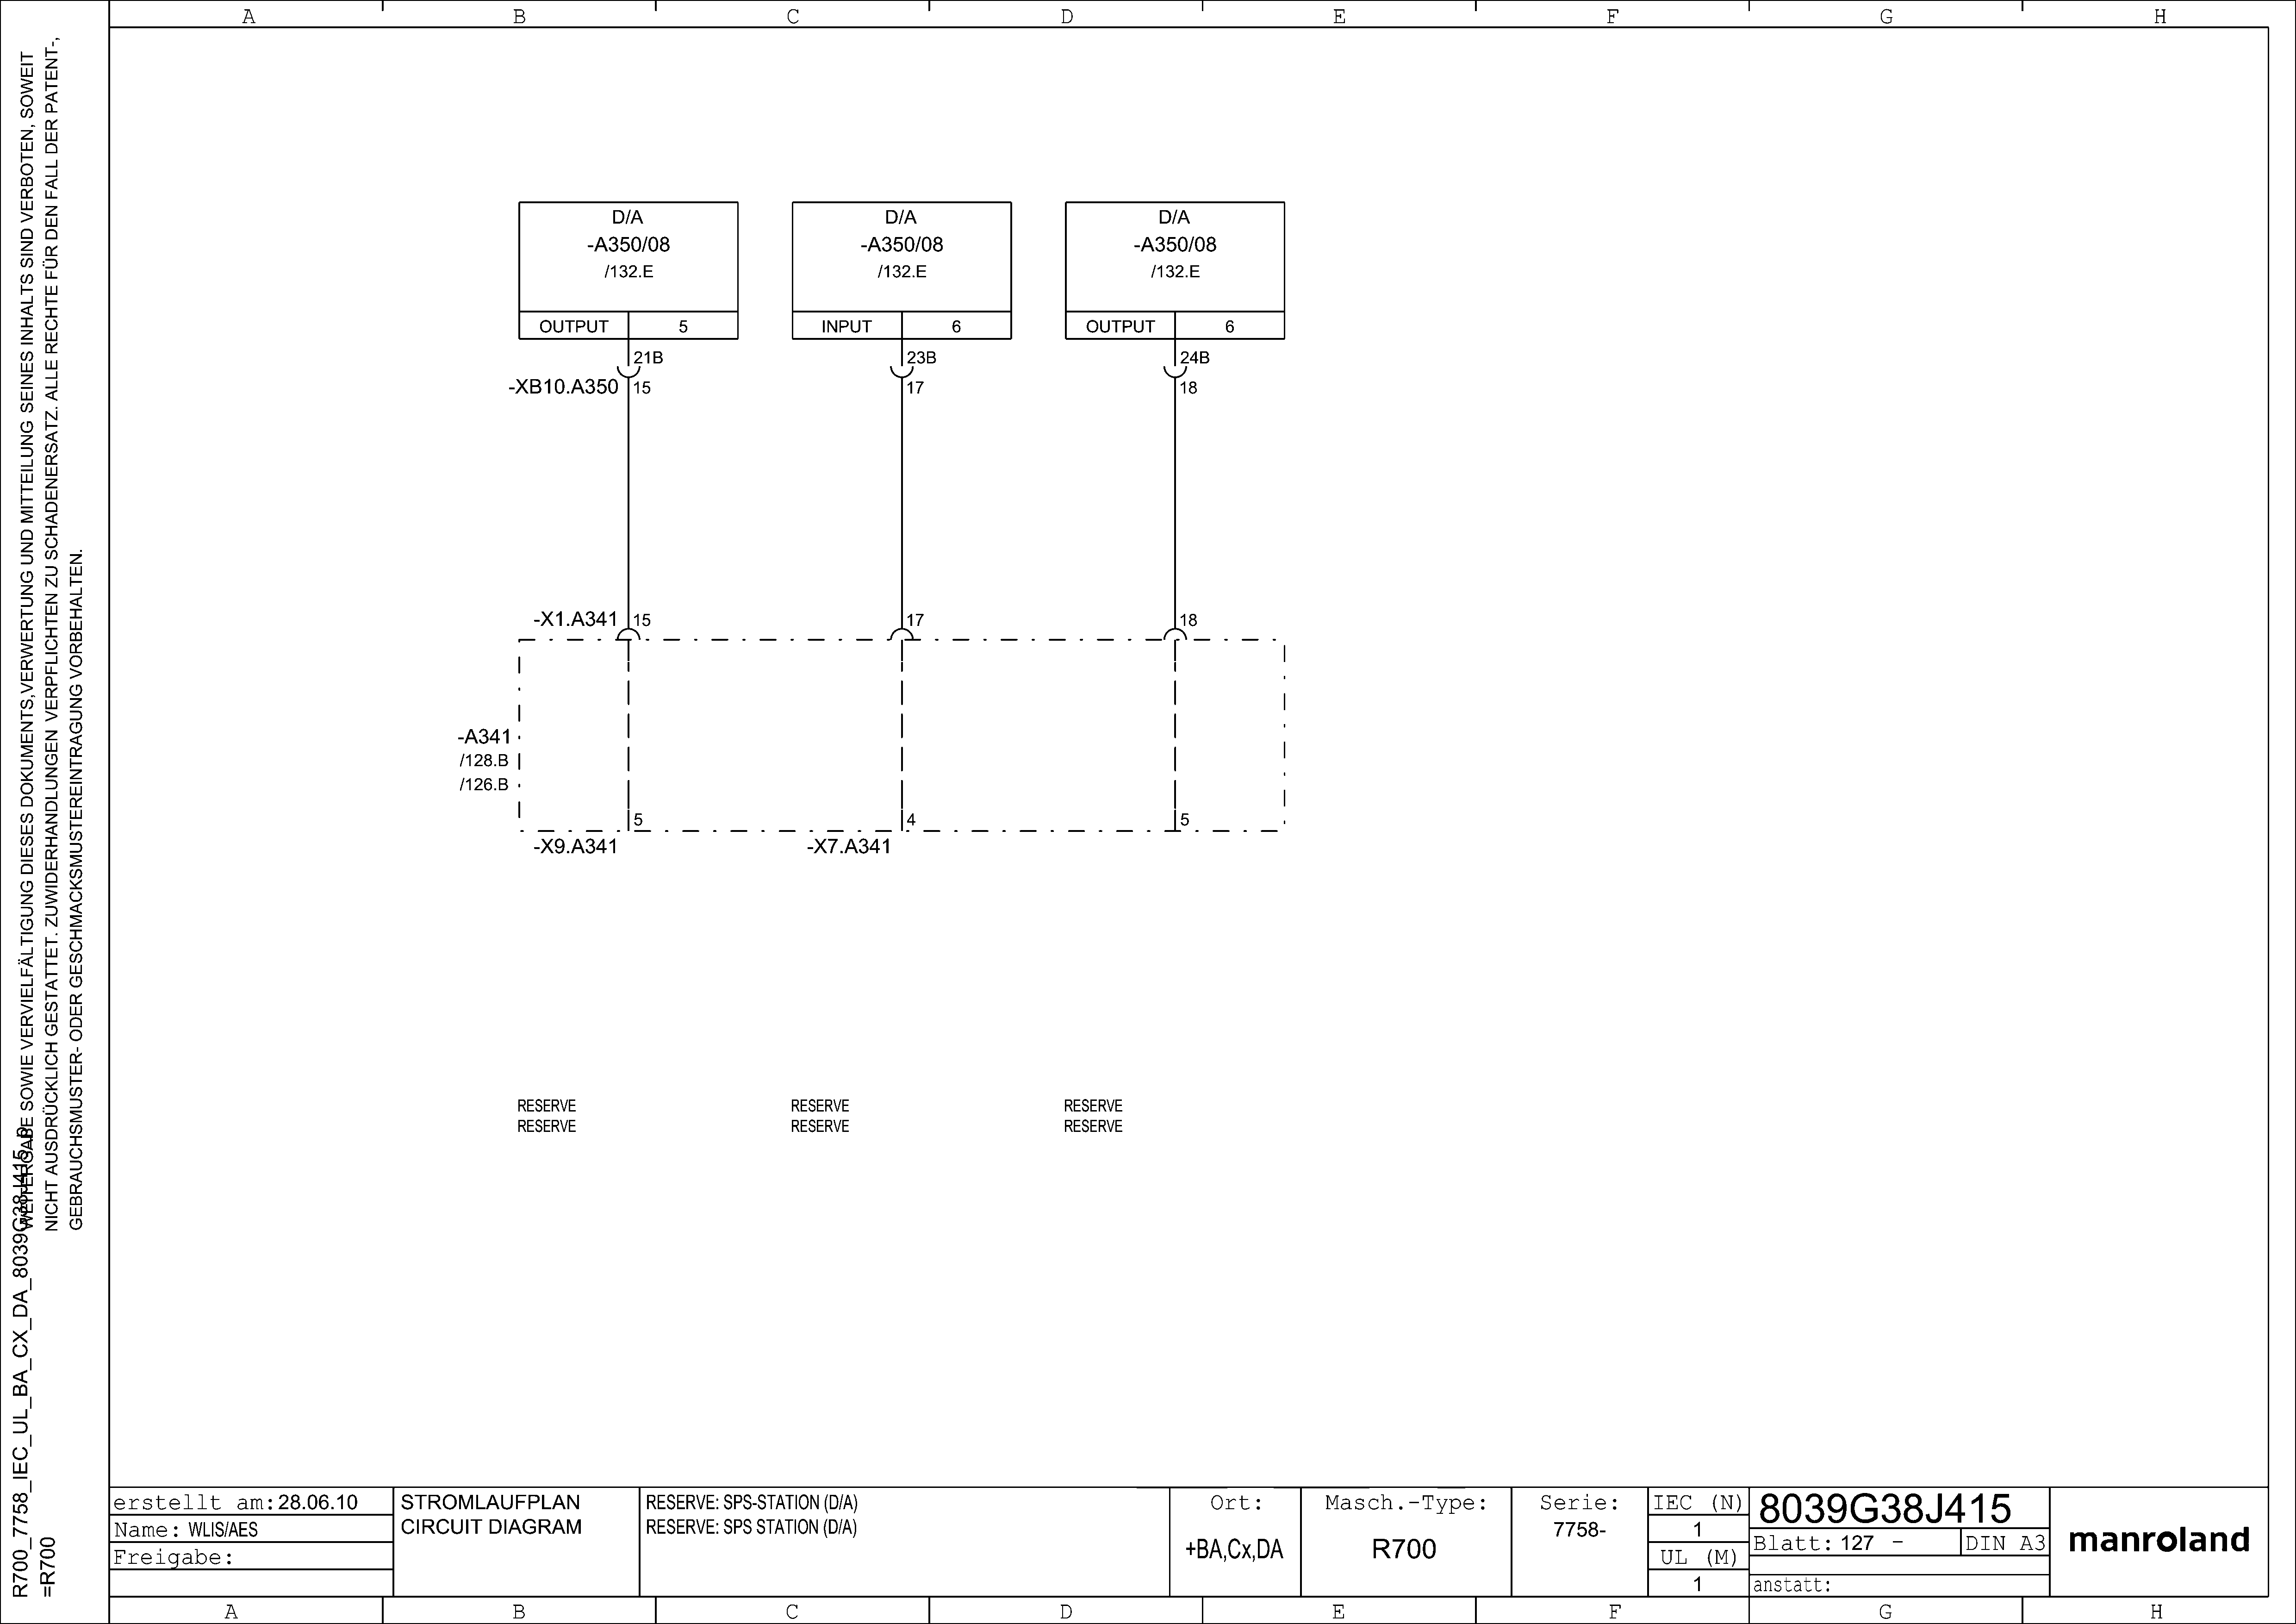 A B C D E F G H
D/A D/A D/A
-A350/08 -A350/08 -A350/08
/132.E /132.E /132.E
OUTPUT 5 INPUT 6 OUTPUT 6
21B 23B 24B
-XB10.A350 15 17 18
-X1.A341 15 17 18
-A341
/128.B
/126.B
5 4 5
-X9.A341 -X7.A341
RESERVE RESERVE RESERVE
RESERVE RESERVE RESERVE
WEITERGABE SOWIE VERVIELFÄLTIGUNG DIESES DOKUMENTS,VERWERTUNG UND MITTEILUNG SEINES INHALTS SIND VERBOTEN, SOWEIT
NICHT AUSDRÜCKLICH GESTATTET. ZUWIDERHANDLUNGEN VERPFLICHTEN ZU SCHADENERSATZ. ALLE RECHTE FÜR DEN FALL DER PATENT-,
GEBRAUCHSMUSTER- ODER GESCHMACKSMUSTEREINTRAGUNG VORBEHALTEN.
R700_7758_IEC_UL_BA_CX_DA_8039G38J415_p
=R700
erstellt am: 28.06.10
Name: WLIS/AES
Freigabe:
STROMLAUFPLAN
CIRCUIT DIAGRAM
RESERVE: SPS-STATION (D/A)
RESERVE: SPS STATION (D/A)
Ort:
+BA,Cx,DA
Masch.-Type:
R700
Serie:
7758-
IEC (N)
1
UL (M)
1
8039G38J415
Blatt: 127 - DIN A3
anstatt:
manroland
A B C D E F G H